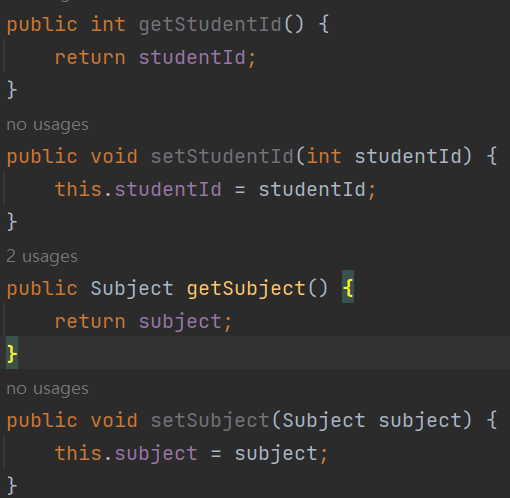 public int getStudentId() {
    return studentId;
}
no usages
public void setStudentId(int studentId) {
    this.studentId = studentId;
}
2 usages
public Subject getSubject() {
    return subject;
}
no usages
public void setSubject(Subject subject) {
    this.subject = subject;
}